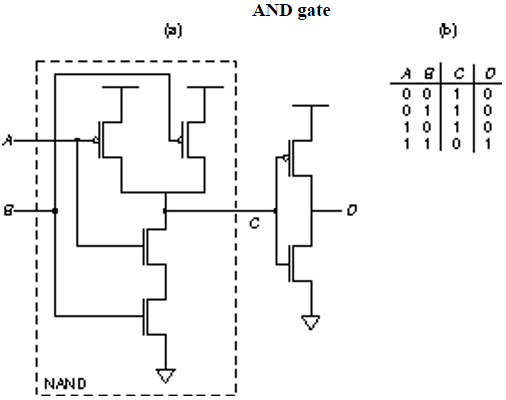 AND gate
(a)
(b)
A B C D
0 0 1 0
0 1 1 0
1 0 1 0
1 1 0 1
A
B
C
D
NAND